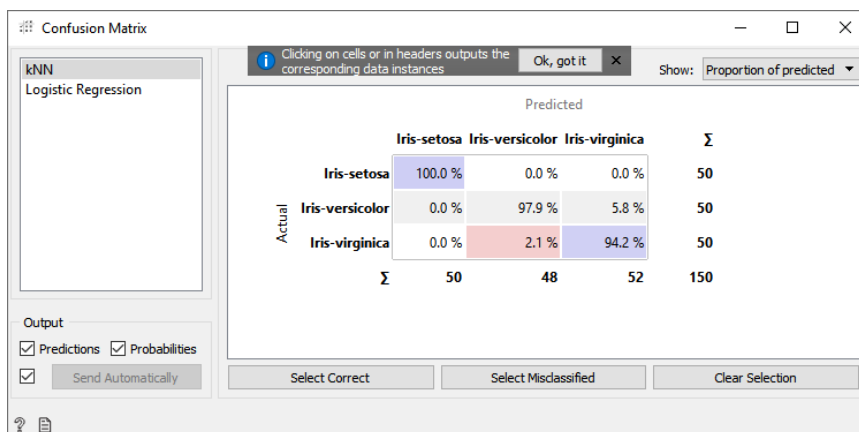 Confusion Matrix
kNN
Logistic Regression
Clicking on cells or in headers outputs the
corresponding data instances
Ok, got it
Show: Proportion of predicted
Predicted
Iris-setosa Iris-versicolor Iris-virginica Σ
Actual
Iris-setosa 100.0 % 0.0 % 0.0 % 50
Iris-versicolor 0.0 % 97.9 % 5.8 % 50
Iris-virginica 0.0 % 2.1 % 94.2 % 50
Σ 50 48 52 150
Output
Predictions Probabilities
Send Automatically
Select Correct Select Misclassified Clear Selection